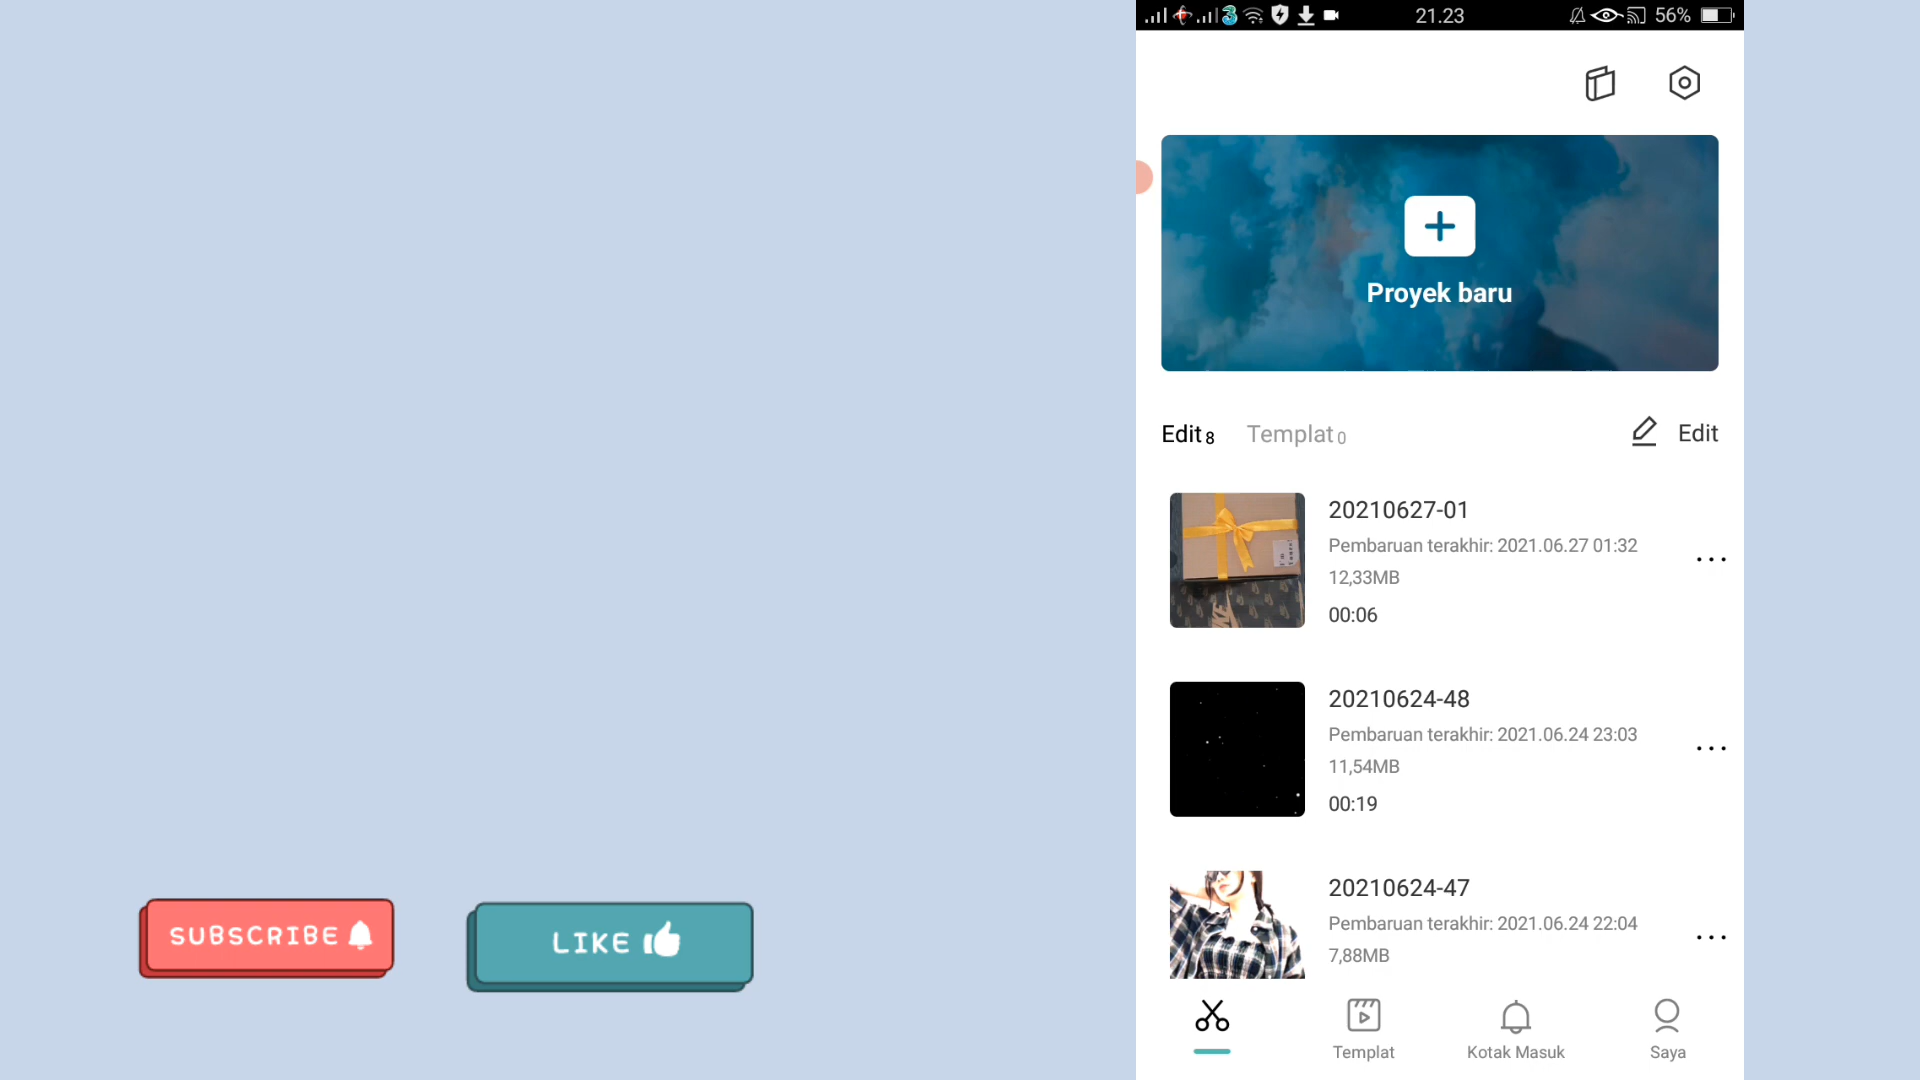 21.23
56%
Proyek baru
Edit 8
Templat 0
Edit
20210627-01
Pembaruan terakhir: 2021.06.27 01:32
12,33MB
00:06
20210624-48
Pembaruan terakhir: 2021.06.24 23:03
11,54MB
00:19
20210624-47
Pembaruan terakhir: 2021.06.24 22:04
7,88MB
SUBSCRIBE
LIKE
Templat
Kotak Masuk
Saya